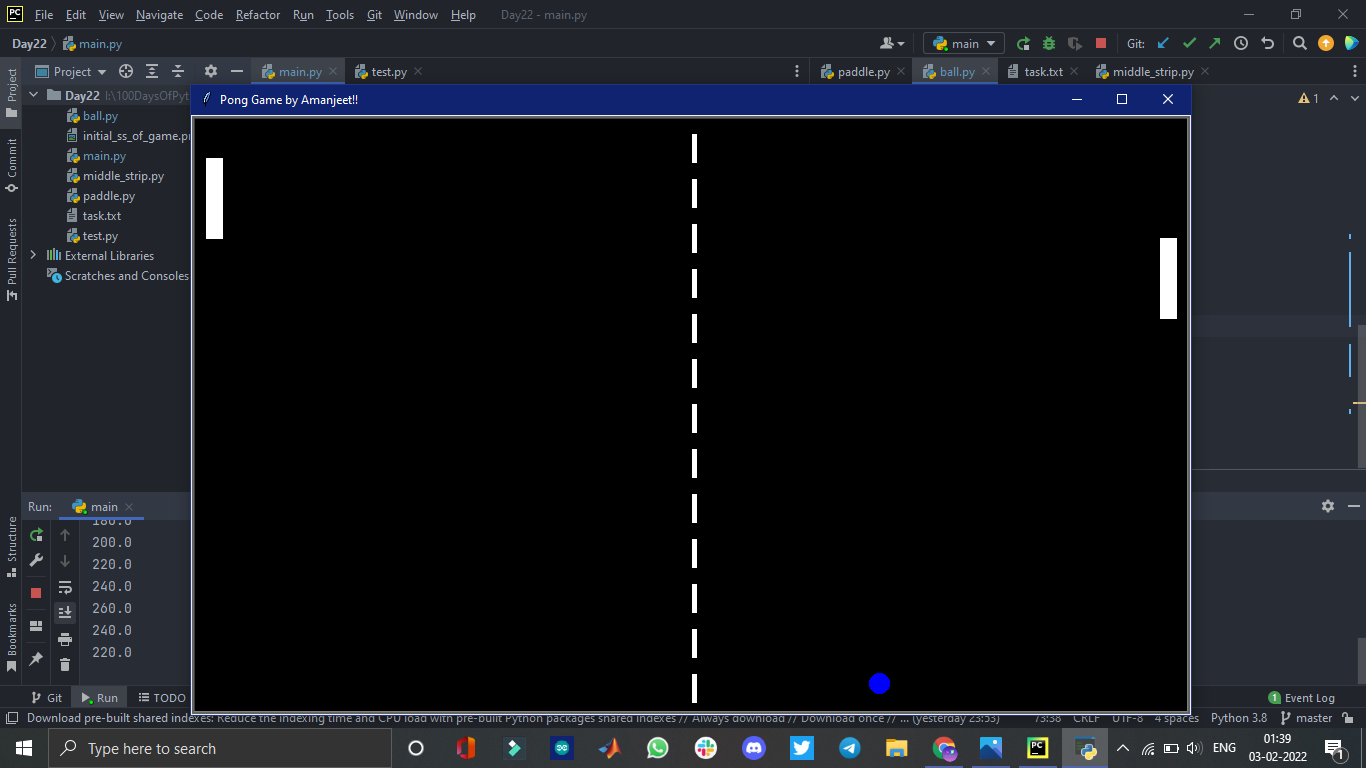 File Edit View Navigate Code Refactor Run Tools Git Window Help Day22 - main.py
Day22 main.py main Git:
Project main.py test.py paddle.py ball.py task.txt middle_strip.py
Project
Commit
Pull Requests
Structure
Bookmarks
Day22 I:\100DaysOfPyt
ball.py
initial_ss_of_game.p
main.py
middle_strip.py
paddle.py
task.txt
test.py
External Libraries
Scratches and Consoles
1
Pong Game by Amanjeet!!
Run: main
180.0
200.0
220.0
240.0
260.0
240.0
220.0
Git Run TODO 1 Event Log
Download pre-built shared indexes: Reduce the indexing time and CPU load with pre-built Python packages shared indexes // Always download // Download once // ... (yesterday 23:53) 73:38 CRLF UTF-8 4 spaces Python 3.8 master
Type here to search
PC
ENG
01:39
03-02-2022
1